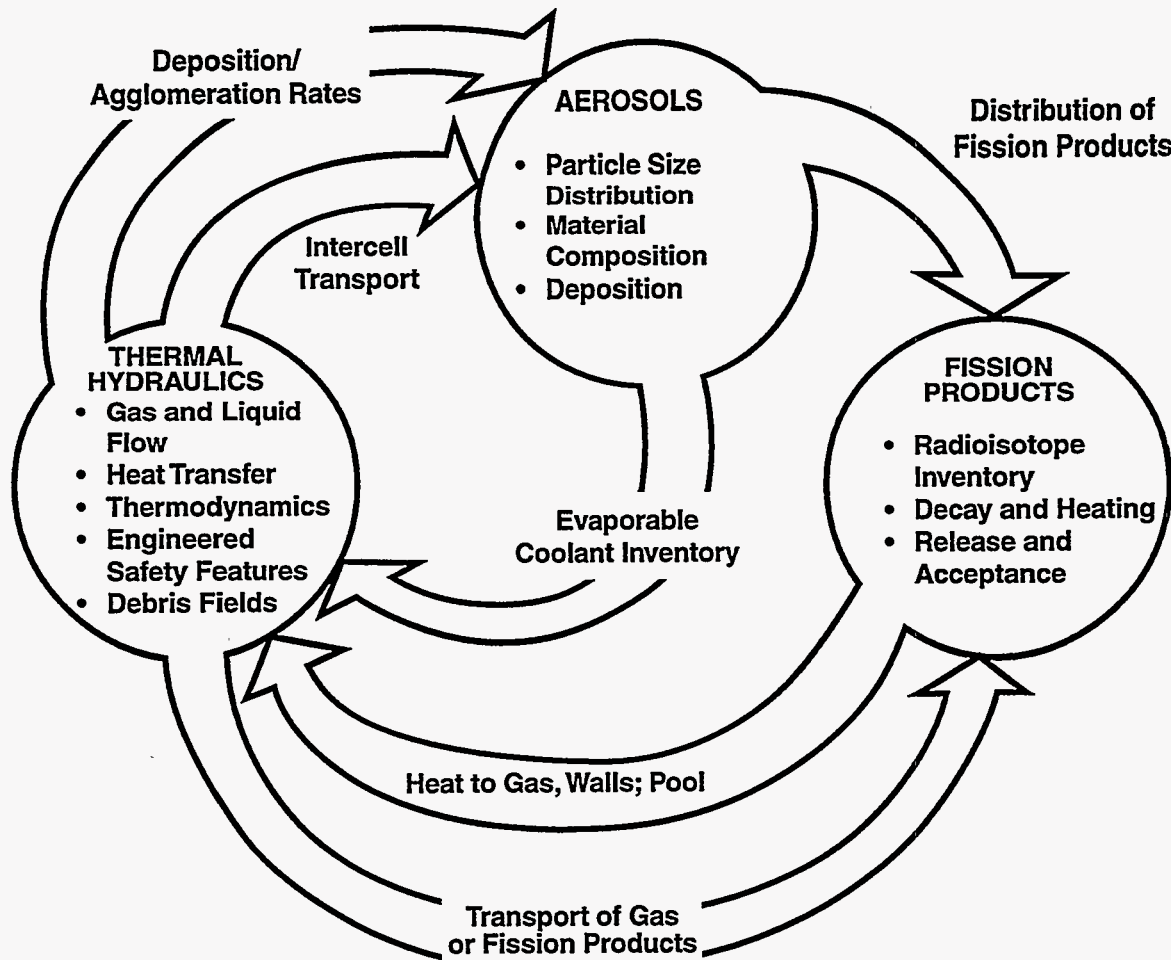 Deposition/
Agglomeration Rates
AEROSOLS
• Particle Size
Distribution
• Material
Composition
• Deposition
Distribution of
Fission Products
Intercell
Transport
THERMAL
HYDRAULICS
• Gas and Liquid
Flow
• Heat Transfer
• Thermodynamics
• Engineered
Safety Features
• Debris Fields
FISSION
PRODUCTS
• Radioisotope
Inventory
• Decay and Heating
• Release and
Acceptance
Evaporable
Coolant Inventory
Heat to Gas, Walls; Pool
Transport of Gas
or Fission Products